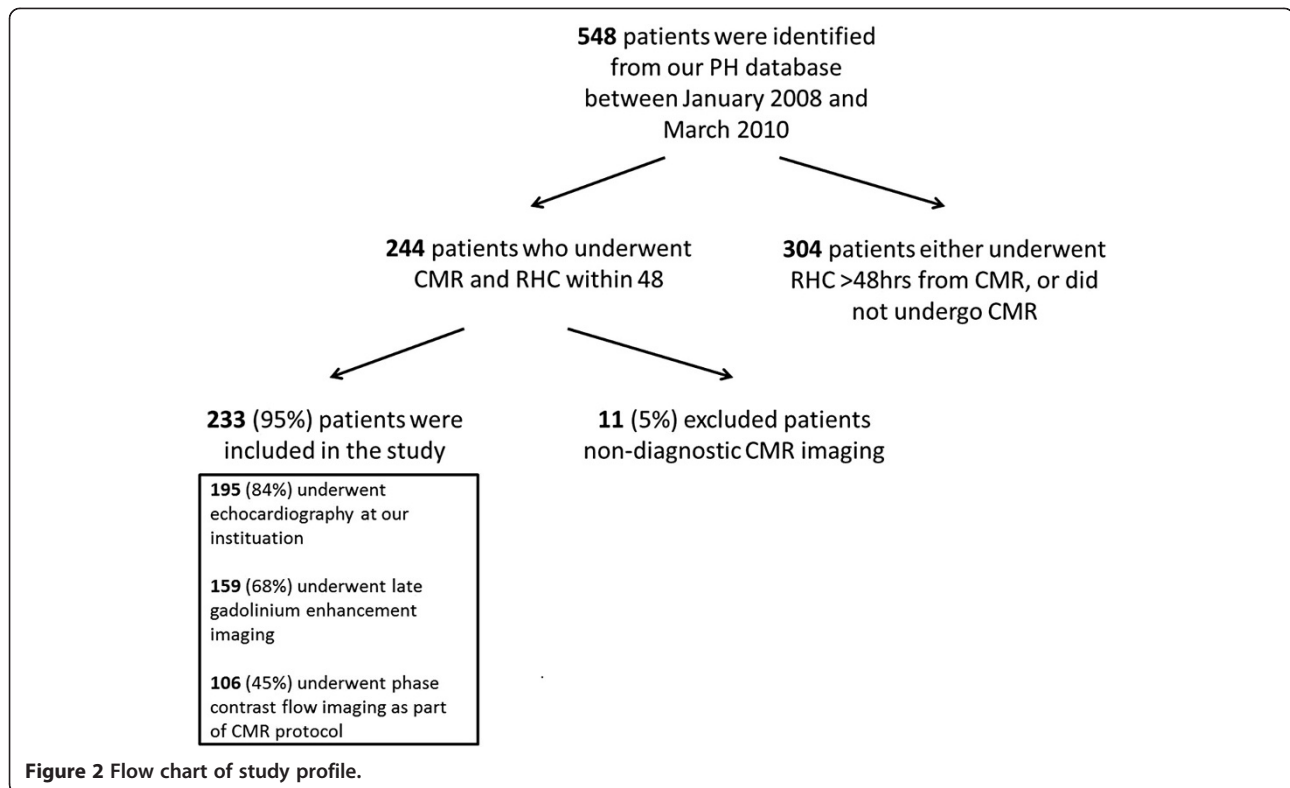 548 patients were identified
from our PH database
between January 2008 and
March 2010
244 patients who underwent
CMR and RHC within 48
304 patients either underwent
RHC >48hrs from CMR, or did
not undergo CMR
233 (95%) patients were
included in the study
11 (5%) excluded patients
non-diagnostic CMR imaging
195 (84%) underwent
echocardiography at our
instituation
159 (68%) underwent late
gadolinium enhancement
imaging
106 (45%) underwent phase
contrast flow imaging as part
of CMR protocol
Figure 2 Flow chart of study profile.